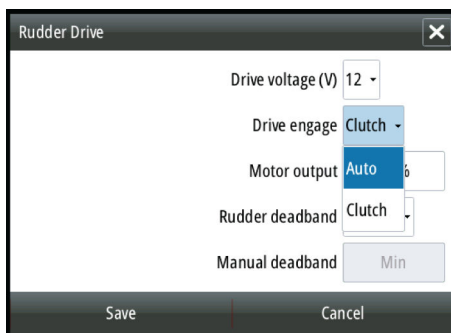 Rudder Drive
Drive voltage (V) 12
Drive engage Clutch
Motor output Auto %
Rudder deadband Clutch
Manual deadband Min
Save Cancel